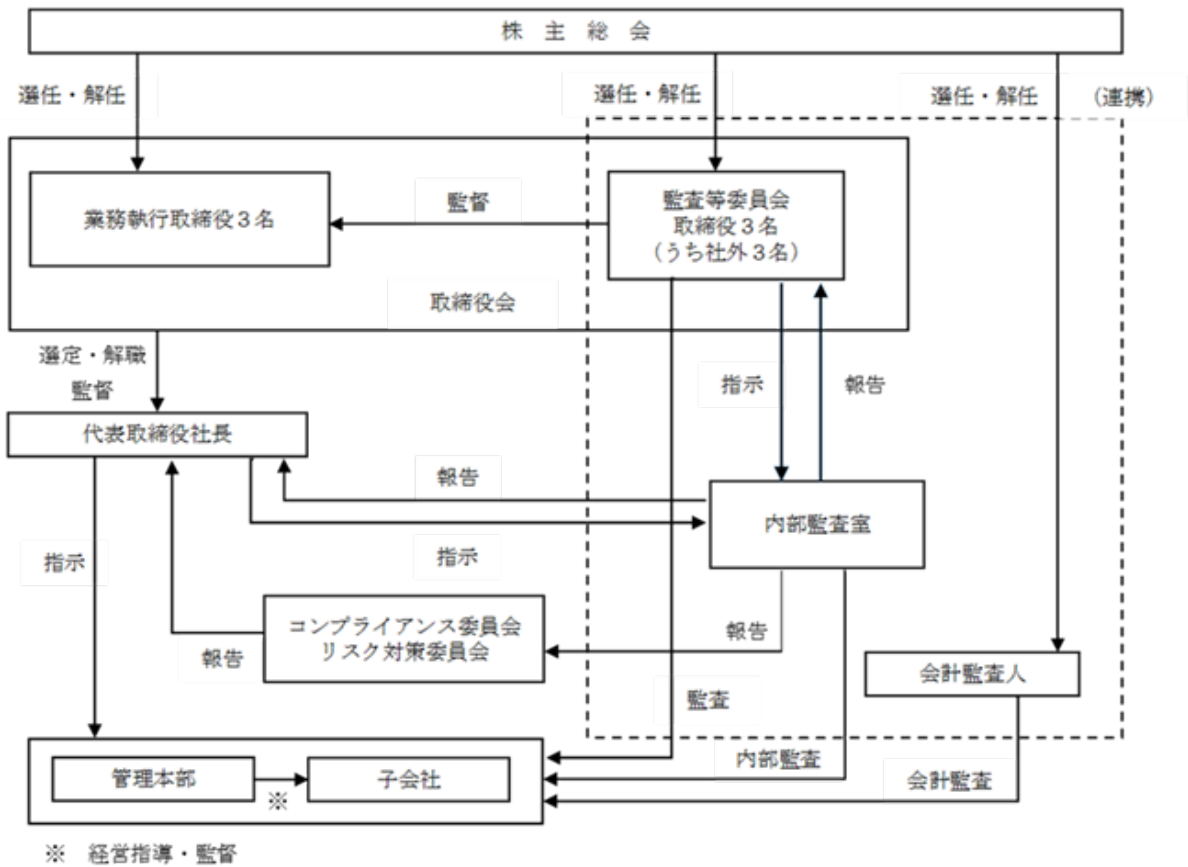 株 主 総 会
選任・解任
選任・解任
選任・解任
(連携)
業務執行取締役３名
監督
監査等委員会
取締役３名
(うち社外３名)
取締役会
選定・解職
監督
指示
報告
代表取締役社長
報告
内部監査室
指示
指示
コンプライアンス委員会
リスク対策委員会
報告
報告
会計監査人
監査
内部監査
管理本部
子会社
会計監査
※
※ 経営指導・監督